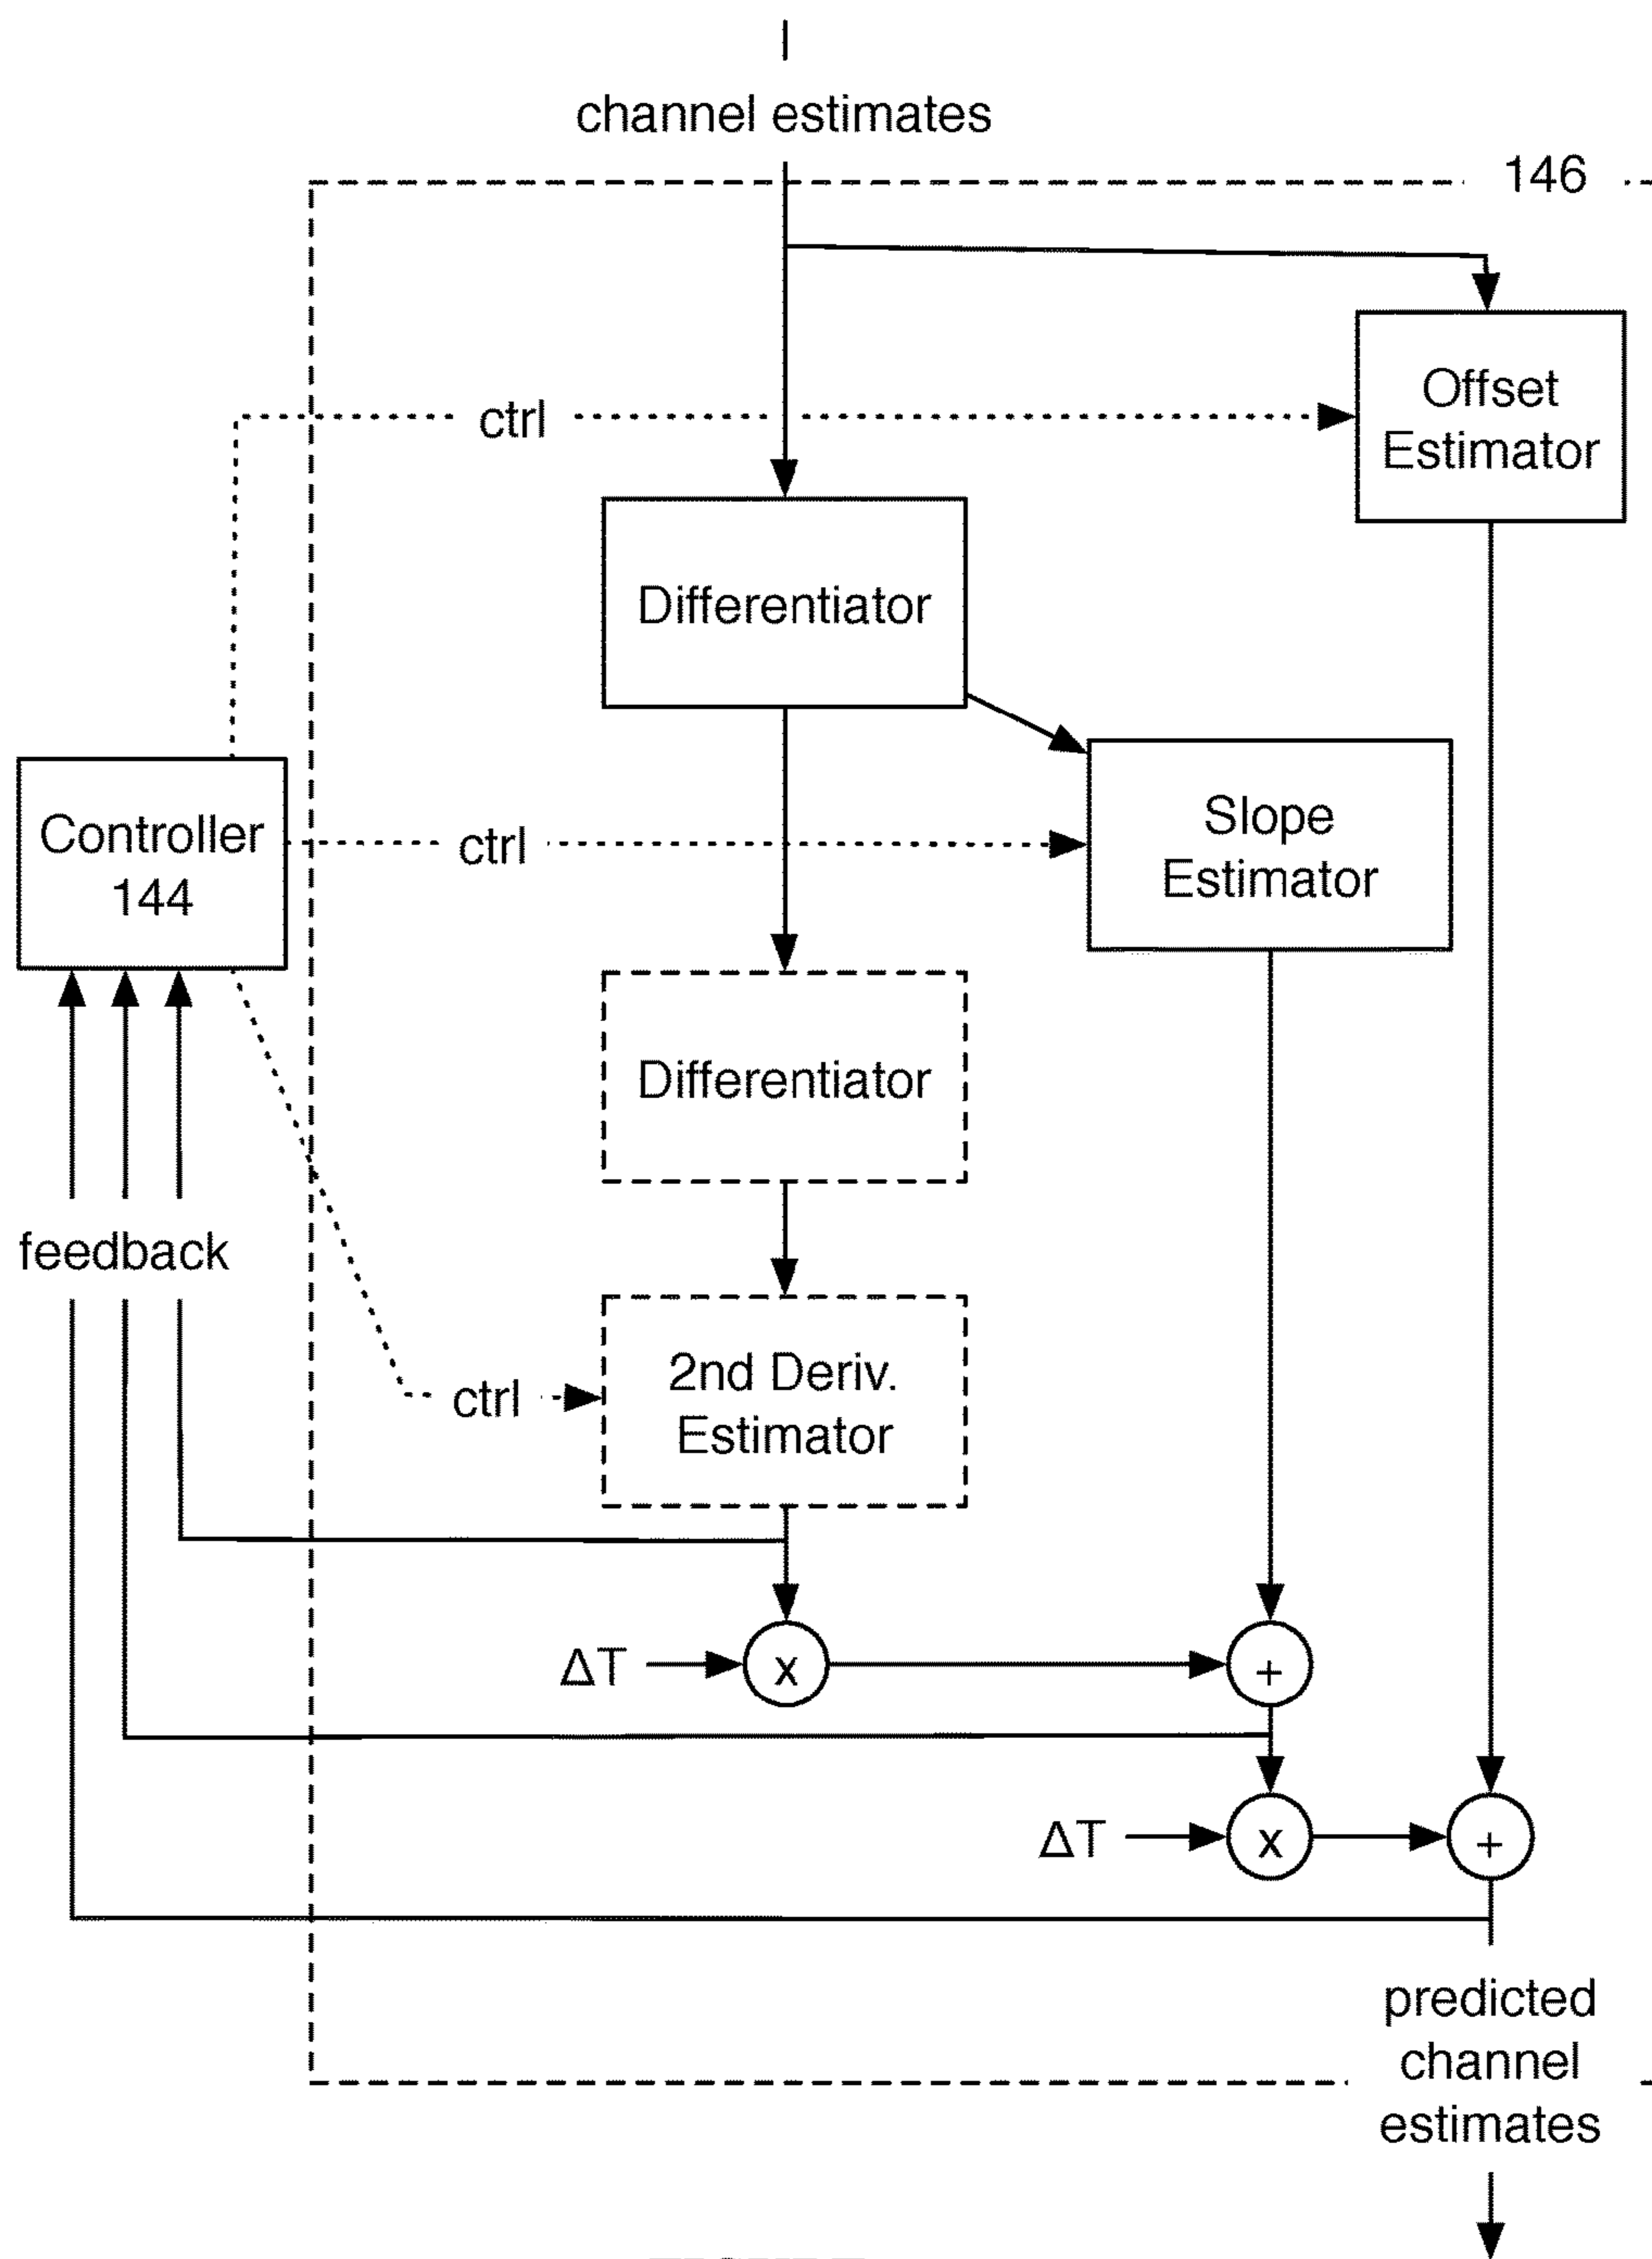 channel estimates
146
Offset
Estimator
ctrl
Differentiator
Controller
144
ctrl
Slope
Estimator
Differentiator
feedback
ctrl
2nd Deriv.
Estimator
ΔT
x
+
ΔT
x
+
predicted
channel
estimates